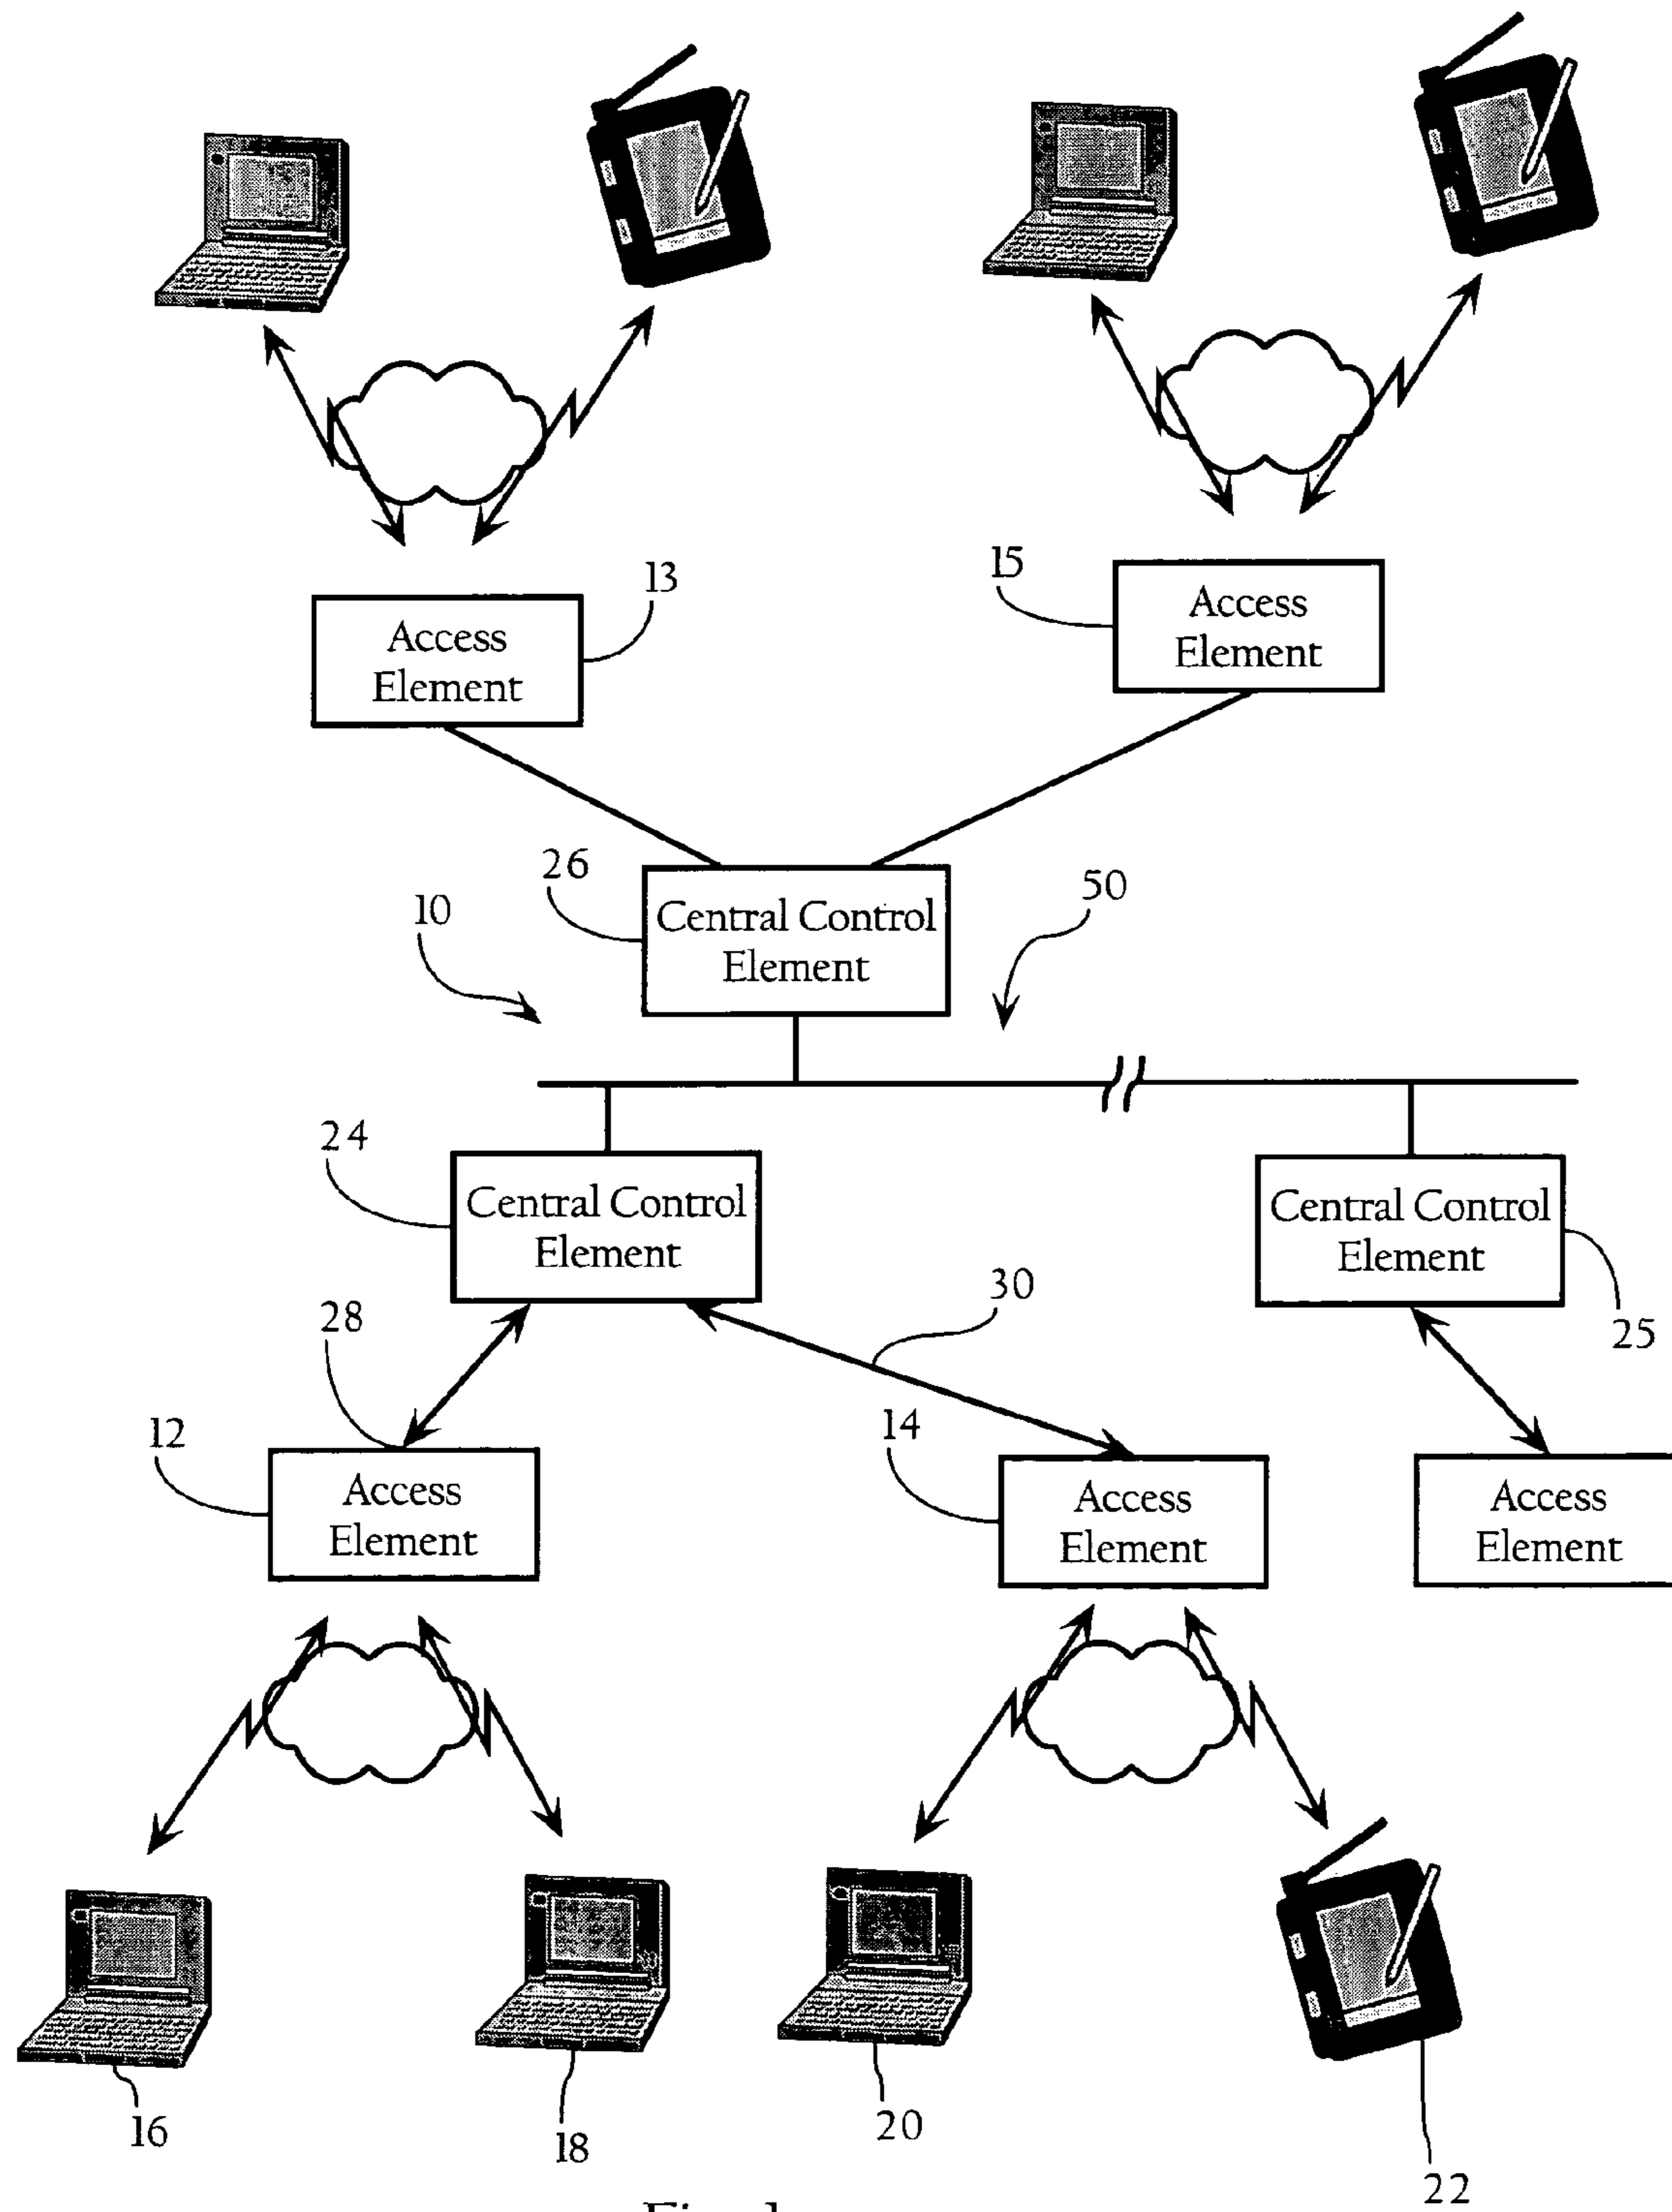 13
15
Access
Element
Access
Element
26
10
50
Central Control
Element
24
Central Control
Element
Central Control
Element
30
28
25
12
14
Access
Element
Access
Element
Access
Element
16
18
20
22